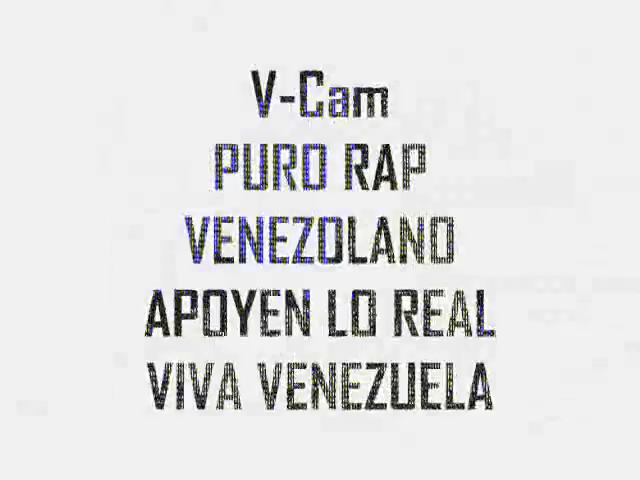 V-Cam
PURO RAP
VENEZOLANO
APOYEN LO REAL
VIVA VENEZUELA